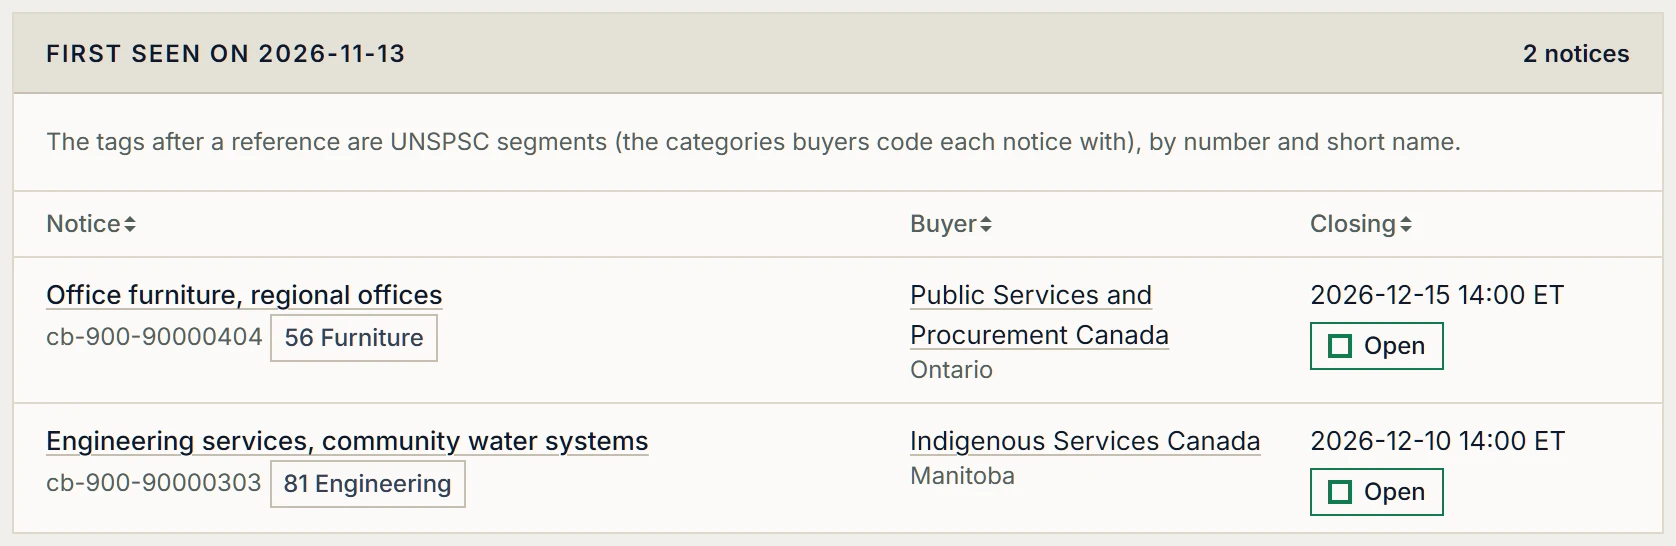 FIRST SEEN ON 2026-11-13
2 notices
The tags after a reference are UNSPSC segments (the categories buyers code each notice with), by number and short name.
Notice
Buyer
Closing
Office furniture, regional offices
cb-900-90000404
56 Furniture
Public Services and
Procurement Canada
Ontario
2026-12-15 14:00 ET
Open
Engineering services, community water systems
cb-900-90000303
81 Engineering
Indigenous Services Canada
Manitoba
2026-12-10 14:00 ET
Open